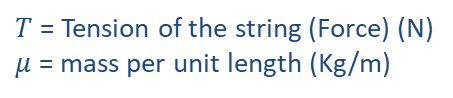 T = Tension of the string (Force) (N)
μ = mass per unit length (Kg/m)